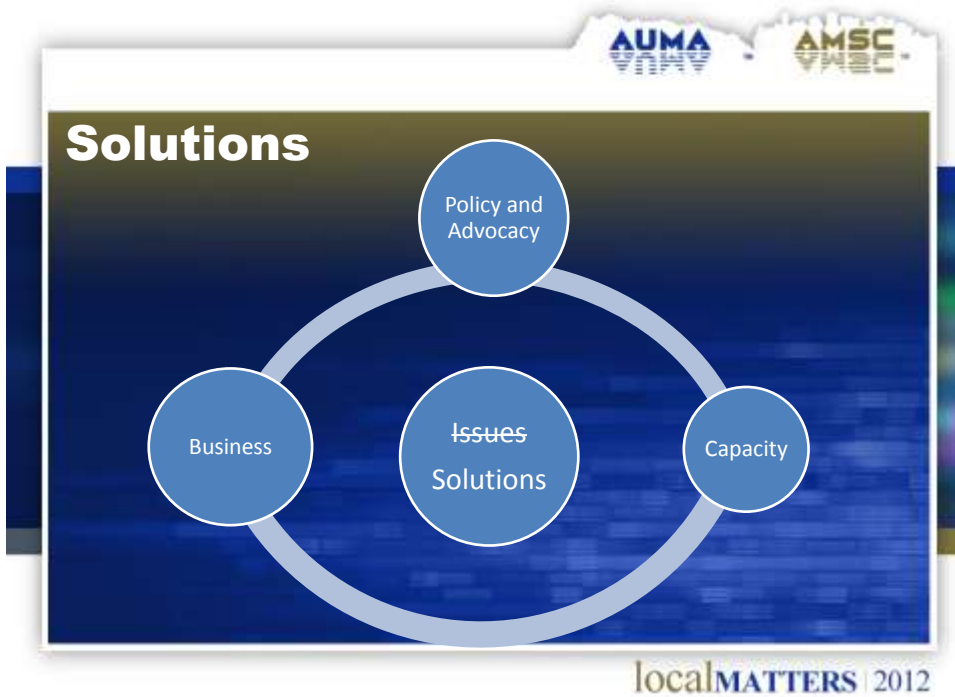 AUMA
AMSC
Solutions
Policy and
Advocacy
Business
Issues
Solutions
Capacity
localMATTERS | 2012